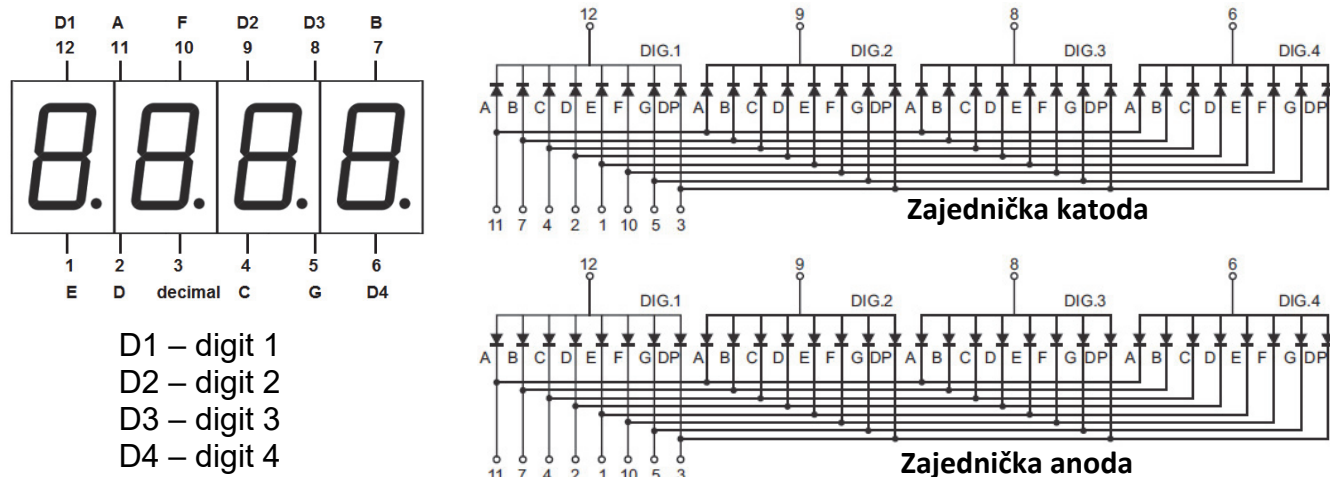 D1 A F D2 D3 B
12 11 10 9 8 7
1 2 3 4 5 6
E D decimal C G D4
D1 – digit 1
D2 – digit 2
D3 – digit 3
D4 – digit 4
12 9 8 6
DIG.1 DIG.2 DIG.3 DIG.4
A B C D E F G DP A B C D E F G DP A B C D E F G DP A B C D E F G DP
11 7 4 2 1 10 5 3
Zajednička katoda
12 9 8 6
DIG.1 DIG.2 DIG.3 DIG.4
A B C D E F G DP A B C D E F G DP A B C D E F G DP A B C D E F G DP
11 7 4 2 1 10 5 3
Zajednička anoda